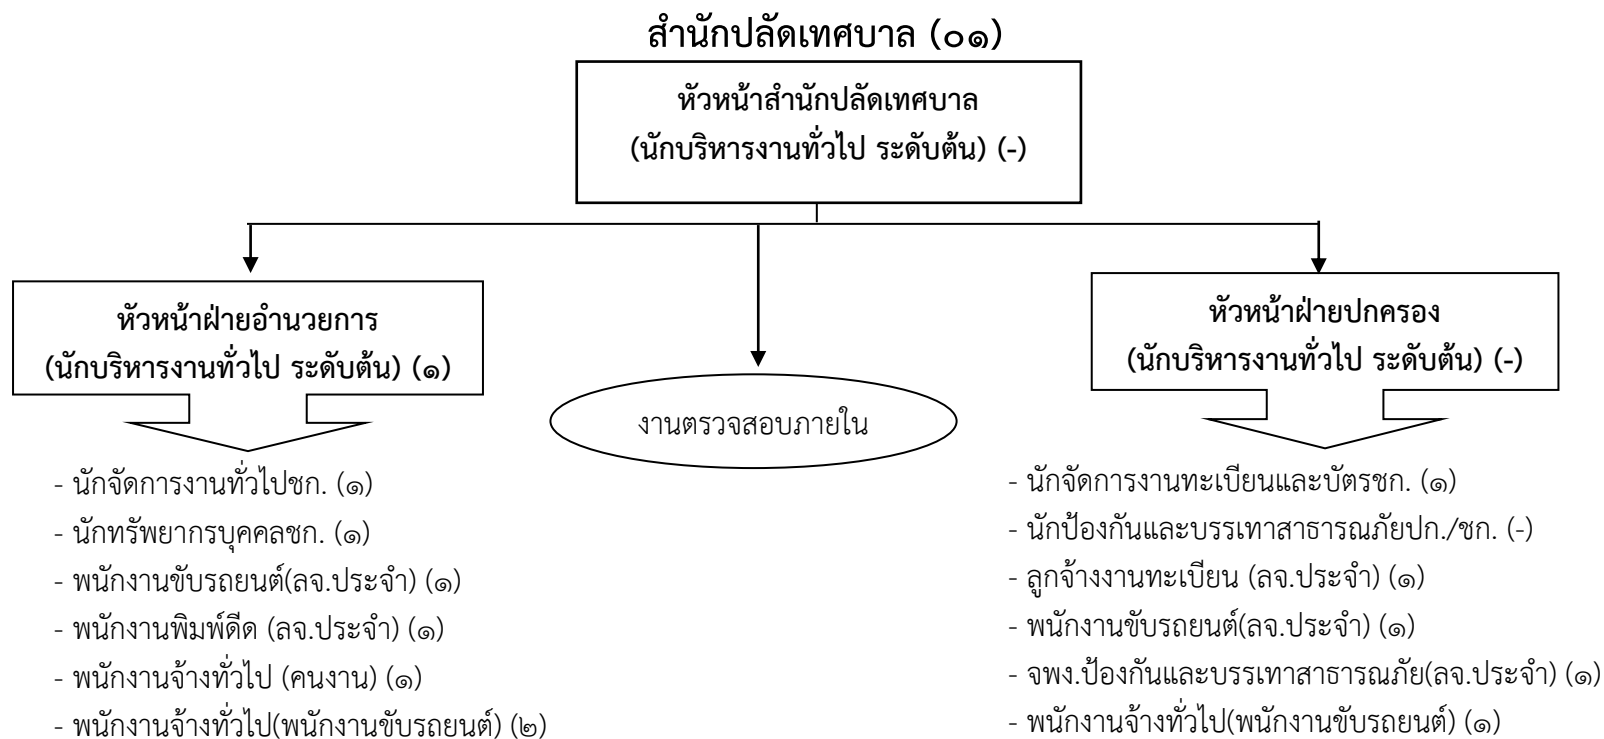 สำนักปลัดเทศบาล (๐๑)
หัวหน้าสำนักปลัดเทศบาล
(นักบริหารงานทั่วไป ระดับต้น) (-)
หัวหน้าฝ่ายอำนวยการ
(นักบริหารงานทั่วไป ระดับต้น) (๑)
งานตรวจสอบภายใน
หัวหน้าฝ่ายปกครอง
(นักบริหารงานทั่วไป ระดับต้น) (-)
- นักจัดการงานทั่วไปชก. (๑)
- นักทรัพยากรบุคคลชก. (๑)
- พนักงานขับรถยนต์(ลจ.ประจำ) (๑)
- พนักงานพิมพ์ดีด (ลจ.ประจำ) (๑)
- พนักงานจ้างทั่วไป (คนงาน) (๑)
- พนักงานจ้างทั่วไป(พนักงานขับรถยนต์) (๒)
- นักจัดการงานทะเบียนและบัตรชก. (๑)
- นักป้องกันและบรรเทาสาธารณภัยปก./ชก. (-)
- ลูกจ้างงานทะเบียน (ลจ.ประจำ) (๑)
- พนักงานขับรถยนต์(ลจ.ประจำ) (๑)
- จพง.ป้องกันและบรรเทาสาธารณภัย(ลจ.ประจำ) (๑)
- พนักงานจ้างทั่วไป(พนักงานขับรถยนต์) (๑)